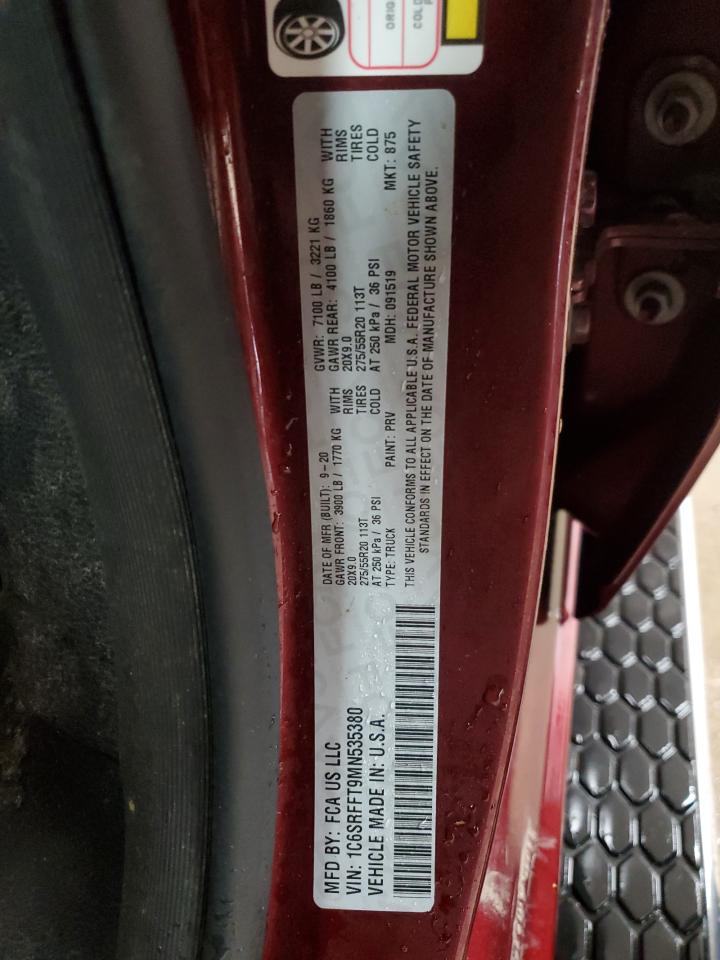 ORIG
COLD
MFD BY: FCA US LLC
VIN: 1C6SRFFT9MN535380
VEHICLE MADE IN: U.S.A.
DATE OF MFR (BUILT): 9-20
GVWR: 7100 LB / 3221 KG
GAWR FRONT: 3900 LB / 1770 KG WITH
GAWR REAR: 4100 LB / 1860 KG WITH
20X9.0 RIMS
20X9.0 RIMS
275/55R20 113T TIRES
275/55R20 113T TIRES
AT 250 kPa / 36 PSI COLD
AT 250 kPa / 36 PSI COLD
TYPE: TRUCK PAINT: PRV MDH: 091519 MKT: 875
THIS VEHICLE CONFORMS TO ALL APPLICABLE U.S.A. FEDERAL MOTOR VEHICLE SAFETY
STANDARDS IN EFFECT ON THE DATE OF MANUFACTURE SHOWN ABOVE.